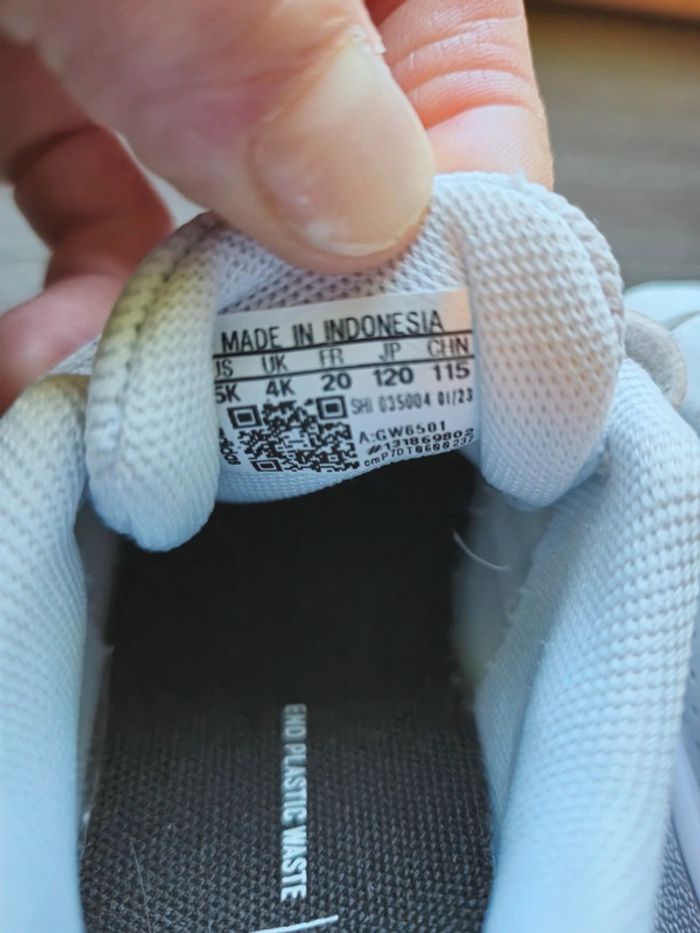 MADE IN INDONESIA
US UK FR JP CHN
5K 4K 20 120 115
SHI 035004 01/23
A:GW6501
#131869802
END PLASTIC WASTE